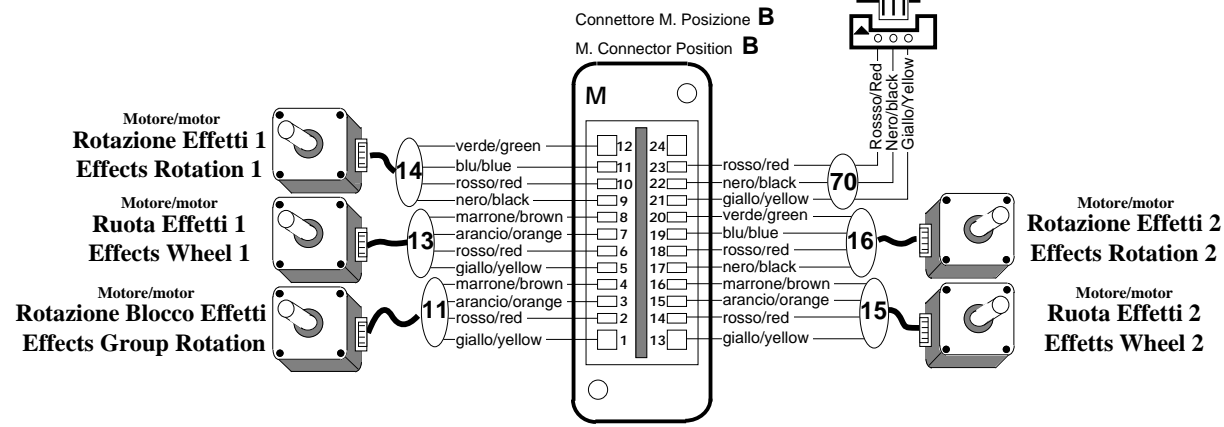 Connettore M. Posizione B
M. Connector Position B
M
Rossso/Red
Nero/black
Giallo/Yellow
Motore/motor
Rotazione Effetti 1
Effects Rotation 1
14
verde/green 12
blu/blue 11
rosso/red 10
nero/black 9
Motore/motor
Ruota Effetti 1
Effects Wheel 1
13
marrone/brown 8
arancio/orange 7
rosso/red 6
giallo/yellow 5
Motore/motor
Rotazione Blocco Effetti
Effects Group Rotation
11
marrone/brown 4
arancio/orange 3
rosso/red 2
giallo/yellow 1
24
23 rosso/red
22 nero/black
21 giallo/yellow
70
20 verde/green
19 blu/blue
18 rosso/red
17 nero/black
16
Motore/motor
Rotazione Effetti 2
Effects Rotation 2
16 marrone/brown
15 arancio/orange
14 rosso/red
13 giallo/yellow
15
Motore/motor
Ruota Effetti 2
Effetts Wheel 2